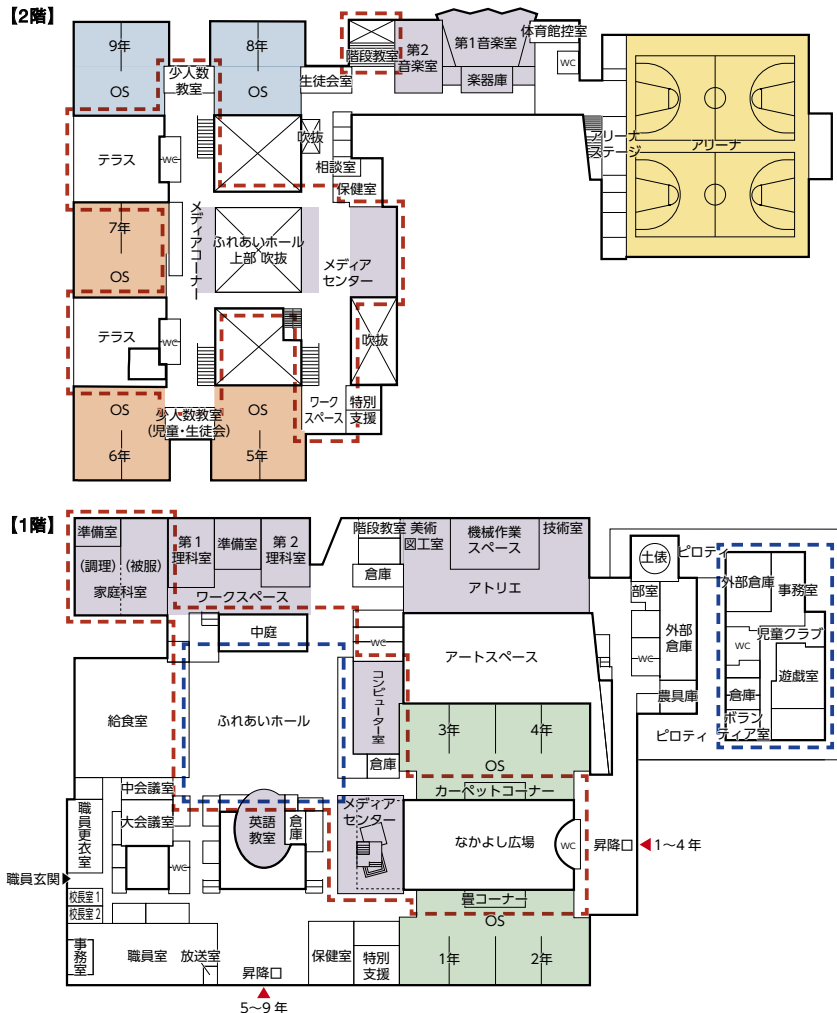 【2階】
9年
8年
OS
OS
少人数
教室
生徒会室
階段教室
第2
音楽室
第1音楽室
楽器庫
体育館控室
WC
アリーナ
ステージ
アリーナ
テラス
WC
吹抜
相談室
保健室
7年
OS
メディアコーナー
ふれあいホール
上部 吹抜
メディア
センター
テラス
WC
吹抜
OS
OS
少人数教室
(児童・生徒会)
6年
5年
ワーク
スペース
特別
支援
【1階】
準備室
(調理)
(被服)
家庭科室
第1
理科室
準備室
第2
理科室
ワークスペース
階段教室
倉庫
美術
図工室
機械作業
スペース
技術室
アトリエ
土俵
ピロティ
部室
外部
倉庫
WC
農具庫
ピロティ
外部倉庫
事務室
児童クラブ
WC
遊戯室
倉庫
ボラン
ティア室
中庭
WC
アートスペース
給食室
ふれあいホール
コンピューター室
倉庫
3年
4年
OS
カーペットコーナー
中会議室
大会議室
職員更衣室
WC
英語
教室
倉庫
メディア
センター
なかよし広場
WC
昇降口
1〜4 年
職員玄関
校長室1
校長室2
畳コーナー
OS
1年
2年
事務室
職員室
放送室
昇降口
保健室
特別
支援
5〜9 年